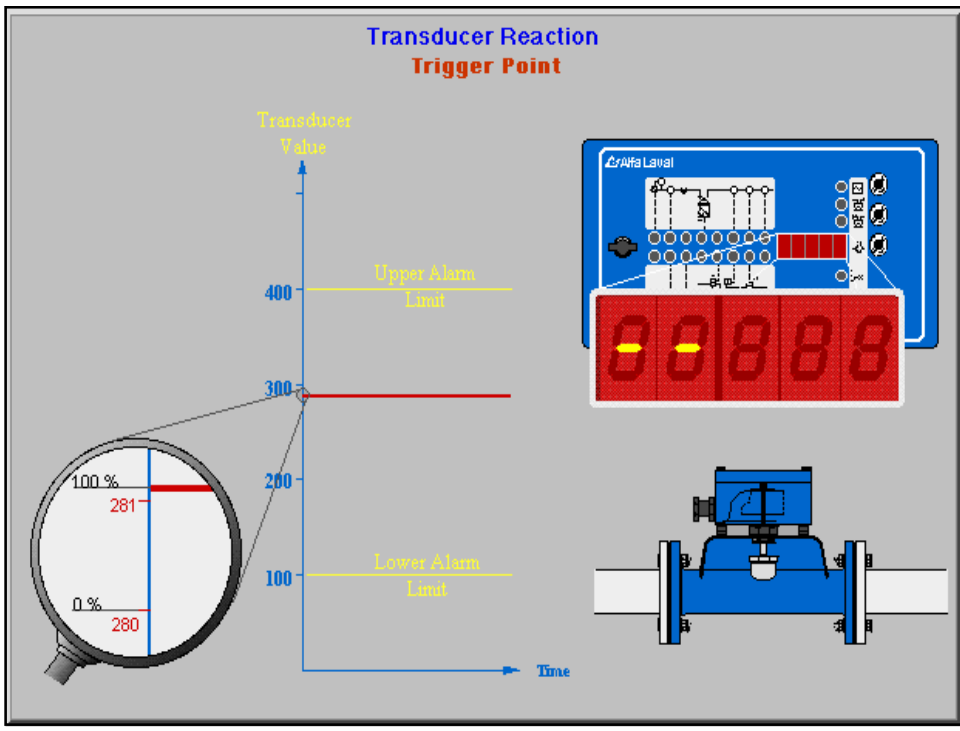 Transducer Reaction
Trigger Point
Transducer
Value
Alfa Laval
Upper Alarm
400
Limit
300
100 %
200
281
Lower Alarm
100
Limit
0 %
280
Time